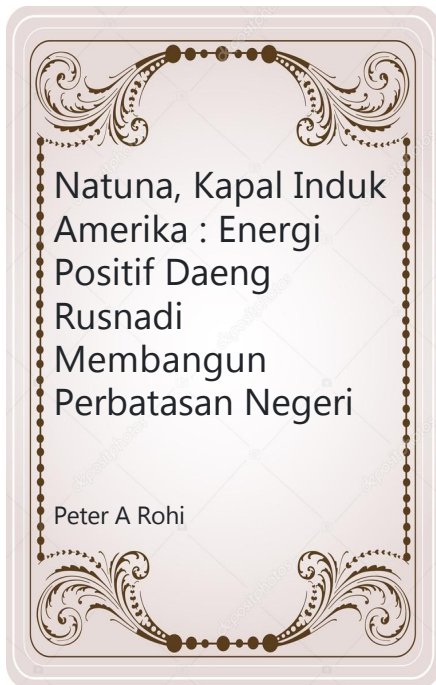 Natuna, Kapal Induk
Amerika : Energi
Positif Daeng
Rusnadi
Membangun
Perbatasan Negeri
Peter A Rohi